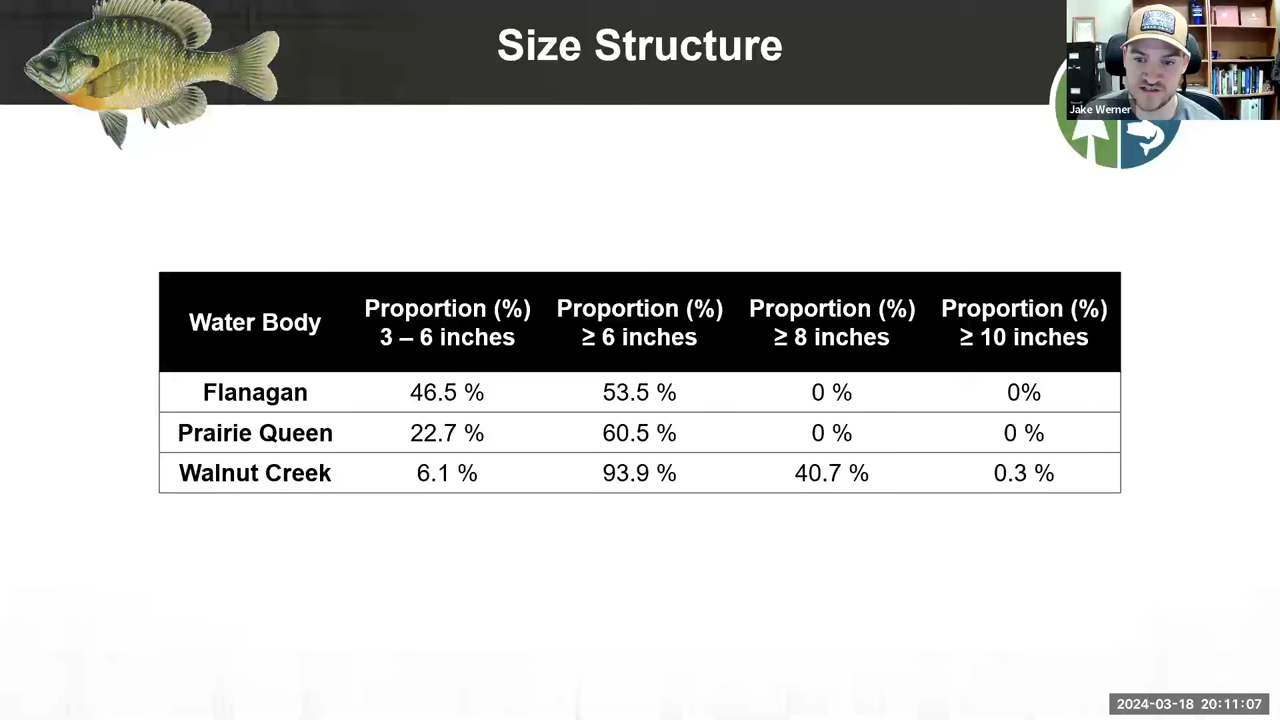 Size Structure
Jake Werner
Water Body
Proportion (%)
3 – 6 inches
Proportion (%)
≥ 6 inches
Proportion (%)
≥ 8 inches
Proportion (%)
≥ 10 inches
Flanagan 46.5 % 53.5 % 0 % 0%
Prairie Queen 22.7 % 60.5 % 0 % 0 %
Walnut Creek 6.1 % 93.9 % 40.7 % 0.3 %
2024-03-18 20:11:07